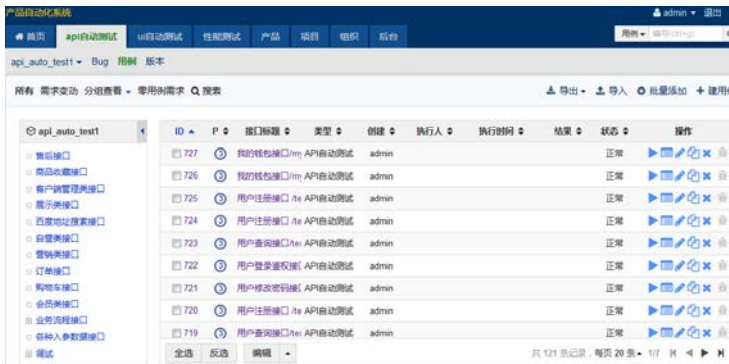 产品自动化系统 admin 退出
首页 api自动测试 ui自动测试 性能测试 产品 项目 组织 后台 用例 编号(ctrl+g)
api_auto_test1 Bug 用例 版本
所有 需求变动 分组查看 零用例需求 搜索 导出 导入 批量添加 建用
api_auto_test1
售后接口
商品收藏接口
客户端管理类接口
展示类接口
百度地址搜索接口
自营类接口
营销类接口
订单接口
购物车接口
会员类接口
业务流程接口
各种入参数据接口
调试
ID P 接口标题 类型 创建 执行人 执行时间 结果 状态 操作
727 3 我的钱包接口/my API自动测试 admin 正常
726 3 我的钱包接口/my API自动测试 admin 正常
725 3 用户注册接口 /te API自动测试 admin 正常
724 3 用户注册接口 /te API自动测试 admin 正常
723 3 用户查询接口/te API自动测试 admin 正常
722 3 用户登录鉴权接 API自动测试 admin 正常
721 3 用户修改密码接 API自动测试 admin 正常
720 3 用户注册接口 /te API自动测试 admin 正常
719 3 用户查询接口/te API自动测试 admin 正常
全选 反选 编辑 共 121 条记录，每页 20 条 1/7